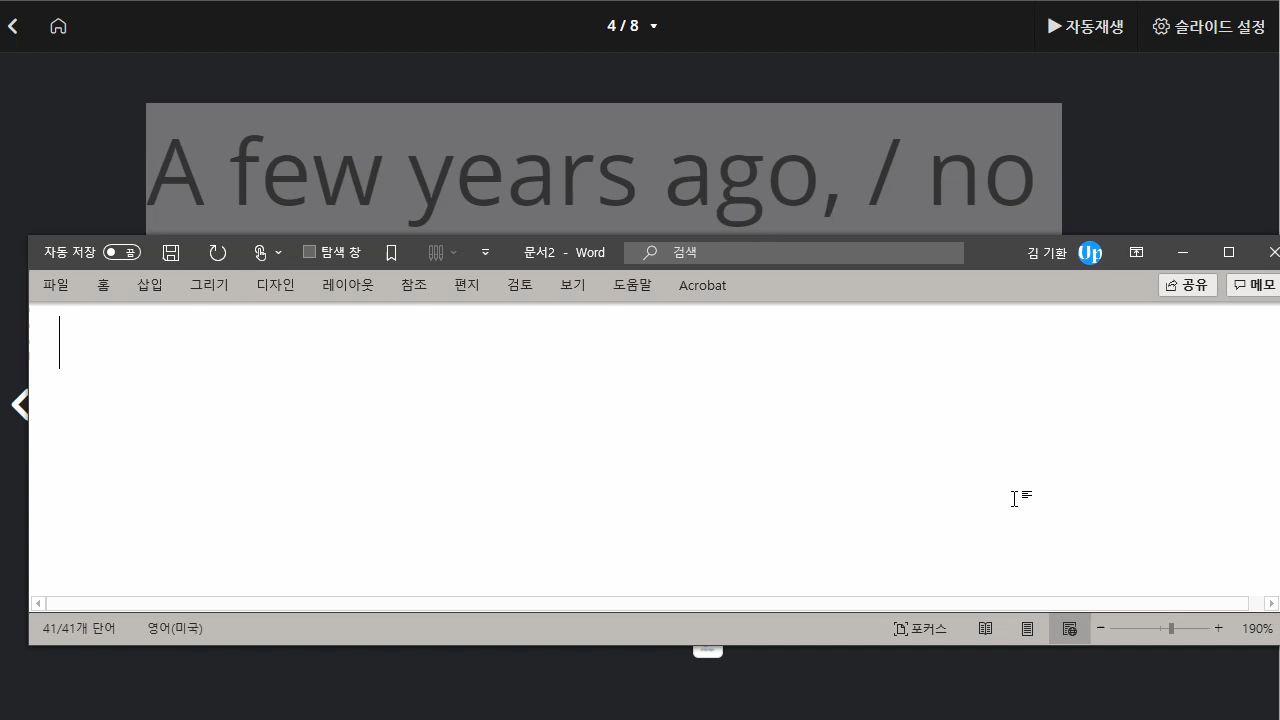 4 / 8
자동재생
슬라이드 설정
A few years ago, / no
자동 저장
끔
탐색 창
문서2 - Word
검색
김 기환
Up
파일 홈 삽입 그리기 디자인 레이아웃 참조 편지 검토 보기 도움말 Acrobat
공유
메모
41/41개 단어
영어(미국)
포커스
190%